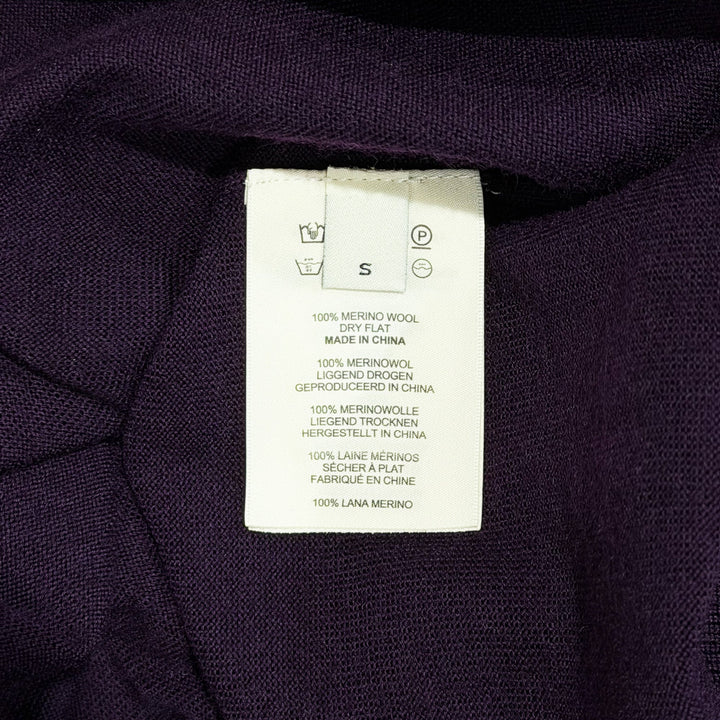 P
S
100% MERINO WOOL
DRY FLAT
MADE IN CHINA
100% MERINOWOL
LIGGEND DROGEN
GEPRODUCEERD IN CHINA
100% MERINOWOLLE
LIEGEND TROCKNEN
HERGESTELLT IN CHINA
100% LAINE MÉRINOS
SÉCHER À PLAT
FABRIQUÉ EN CHINE
100% LANA MERINO